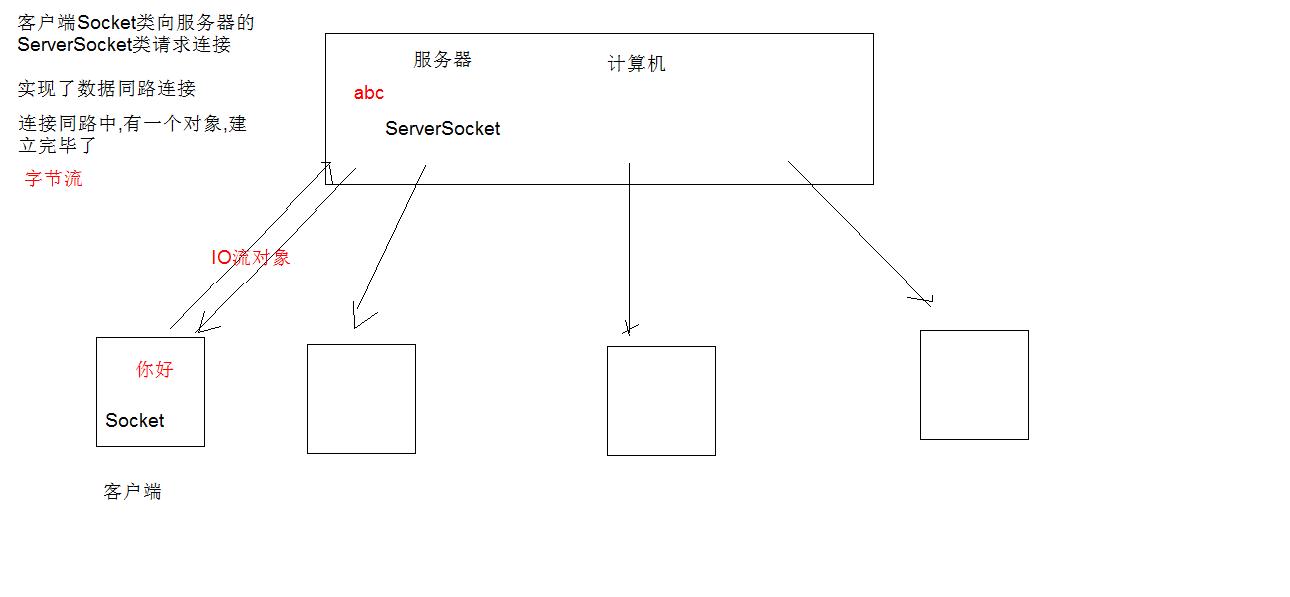 客户端Socket类向服务器的
ServerSocket类请求连接
实现了数据同路连接
连接同路中,有一个对象,建
立完毕了
字节流
服务器
计算机
abc
ServerSocket
IO流对象
你好
Socket
客户端